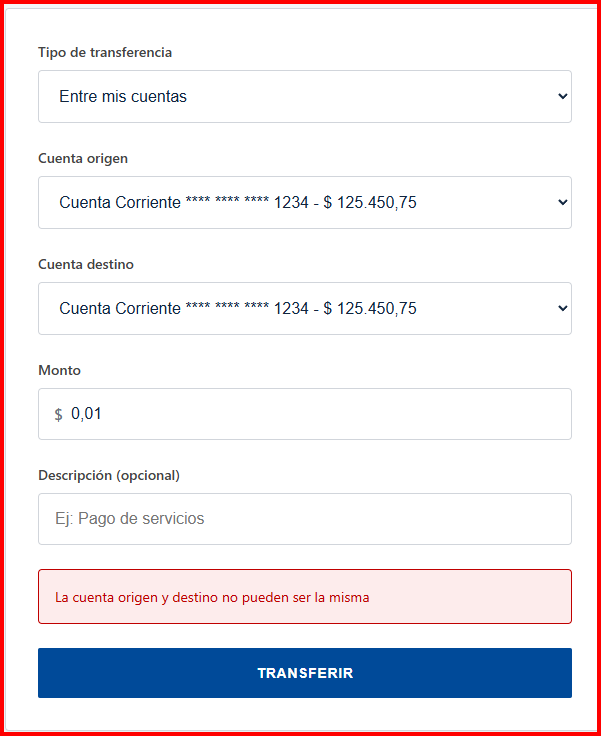 Tipo de transferencia
Entre mis cuentas
Cuenta origen
Cuenta Corriente **** **** **** 1234 - $ 125.450,75
Cuenta destino
Cuenta Corriente **** **** **** 1234 - $ 125.450,75
Monto
$ 0,01
Descripción (opcional)
Ej: Pago de servicios
La cuenta origen y destino no pueden ser la misma
TRANSFERIR